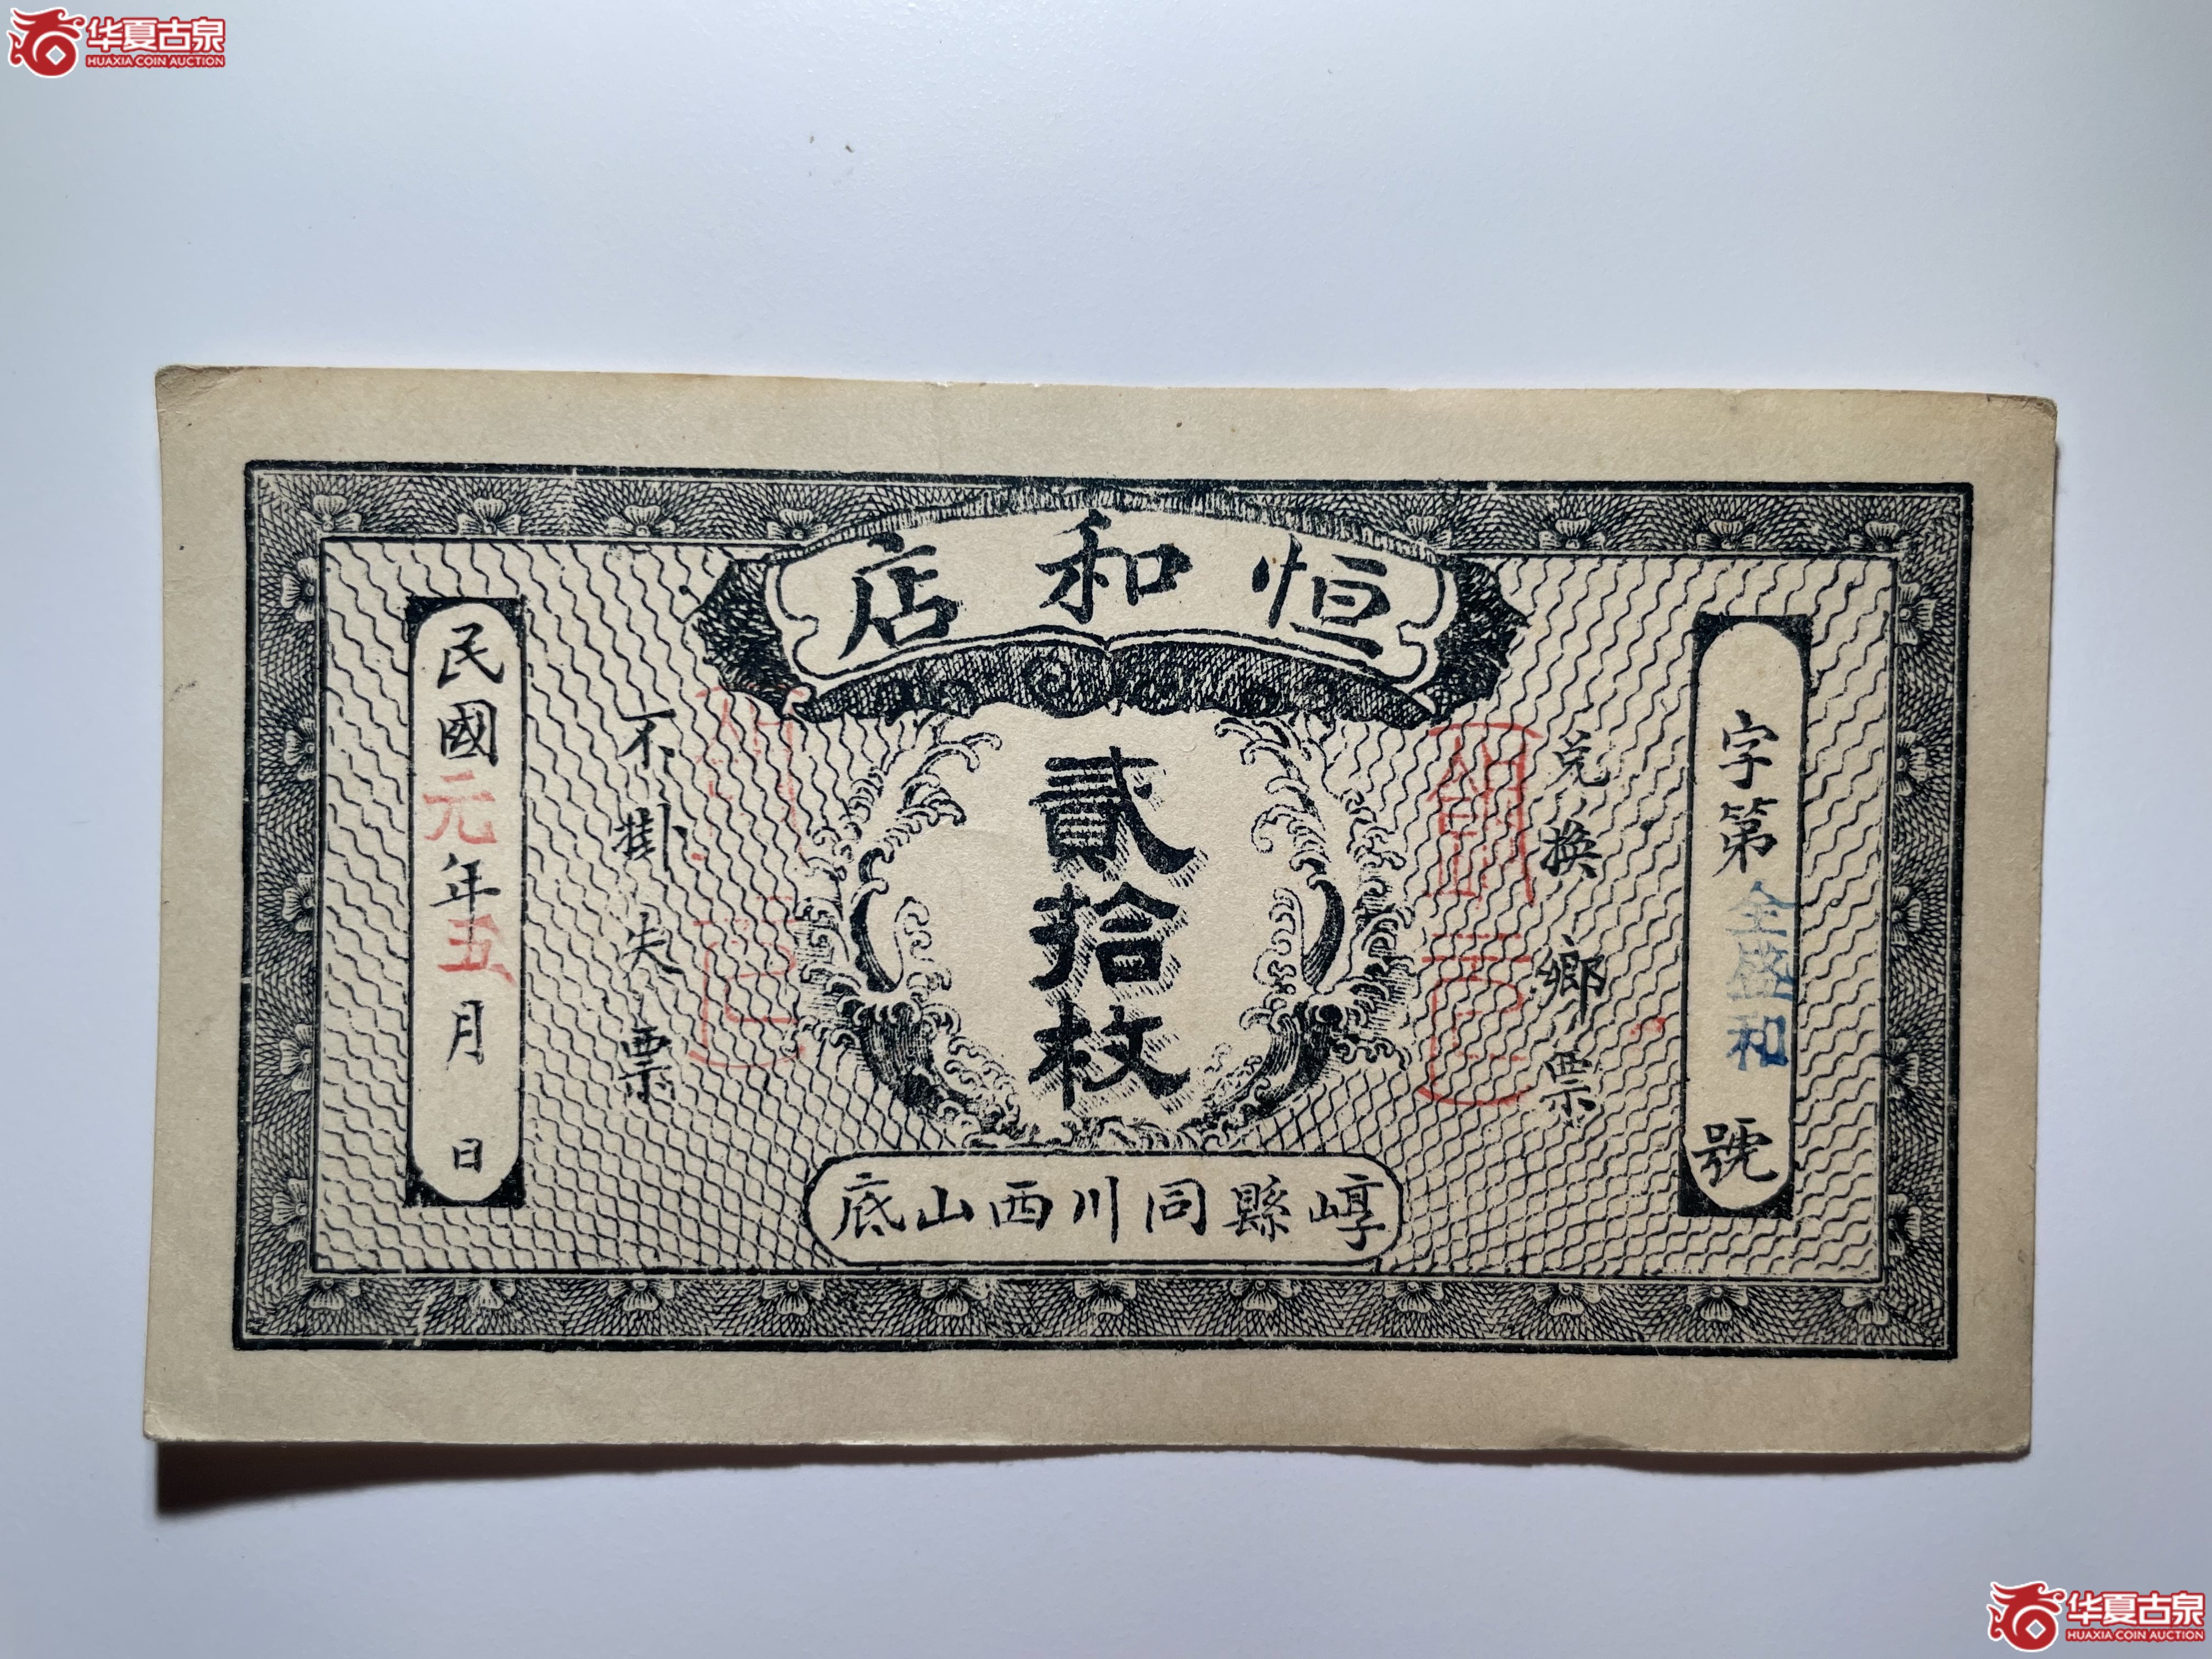 华夏古泉
HUAXIA COIN AUCTION
恒和店
字第全盛和號
兑換鄉票
貳拾枚
不掛失票
民國元年五月日
崞縣同川西山底
华夏古泉
HUAXIA COIN AUCTION